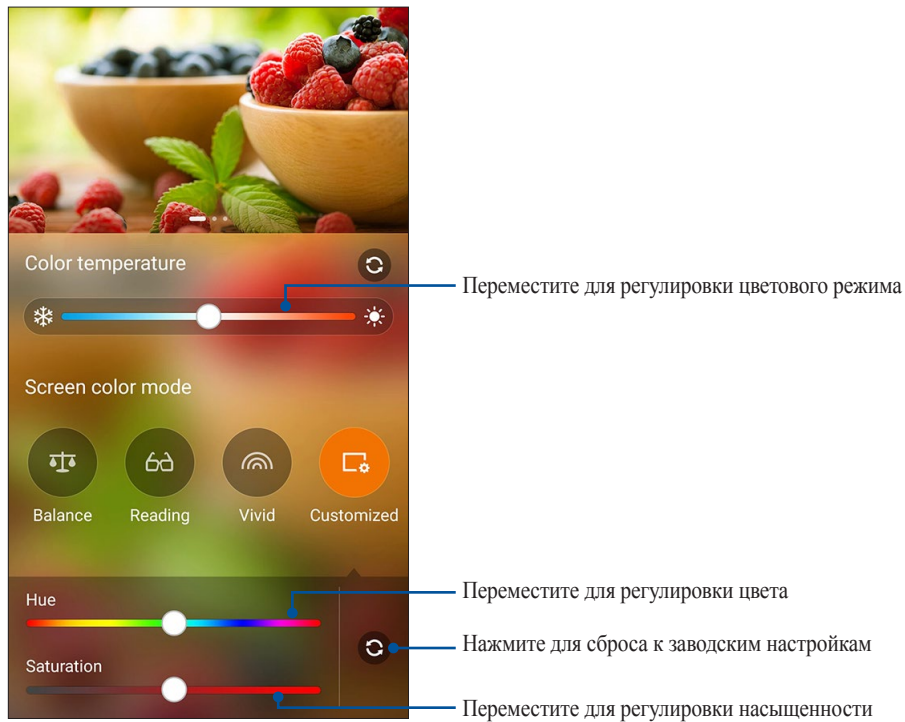 Color temperature
Переместите для регулировки цветового режима
Screen color mode
Balance
Reading
Vivid
Customized
Переместите для регулировки цвета
Hue
Нажмите для сброса к заводским настройкам
Saturation
Переместите для регулировки насыщенности